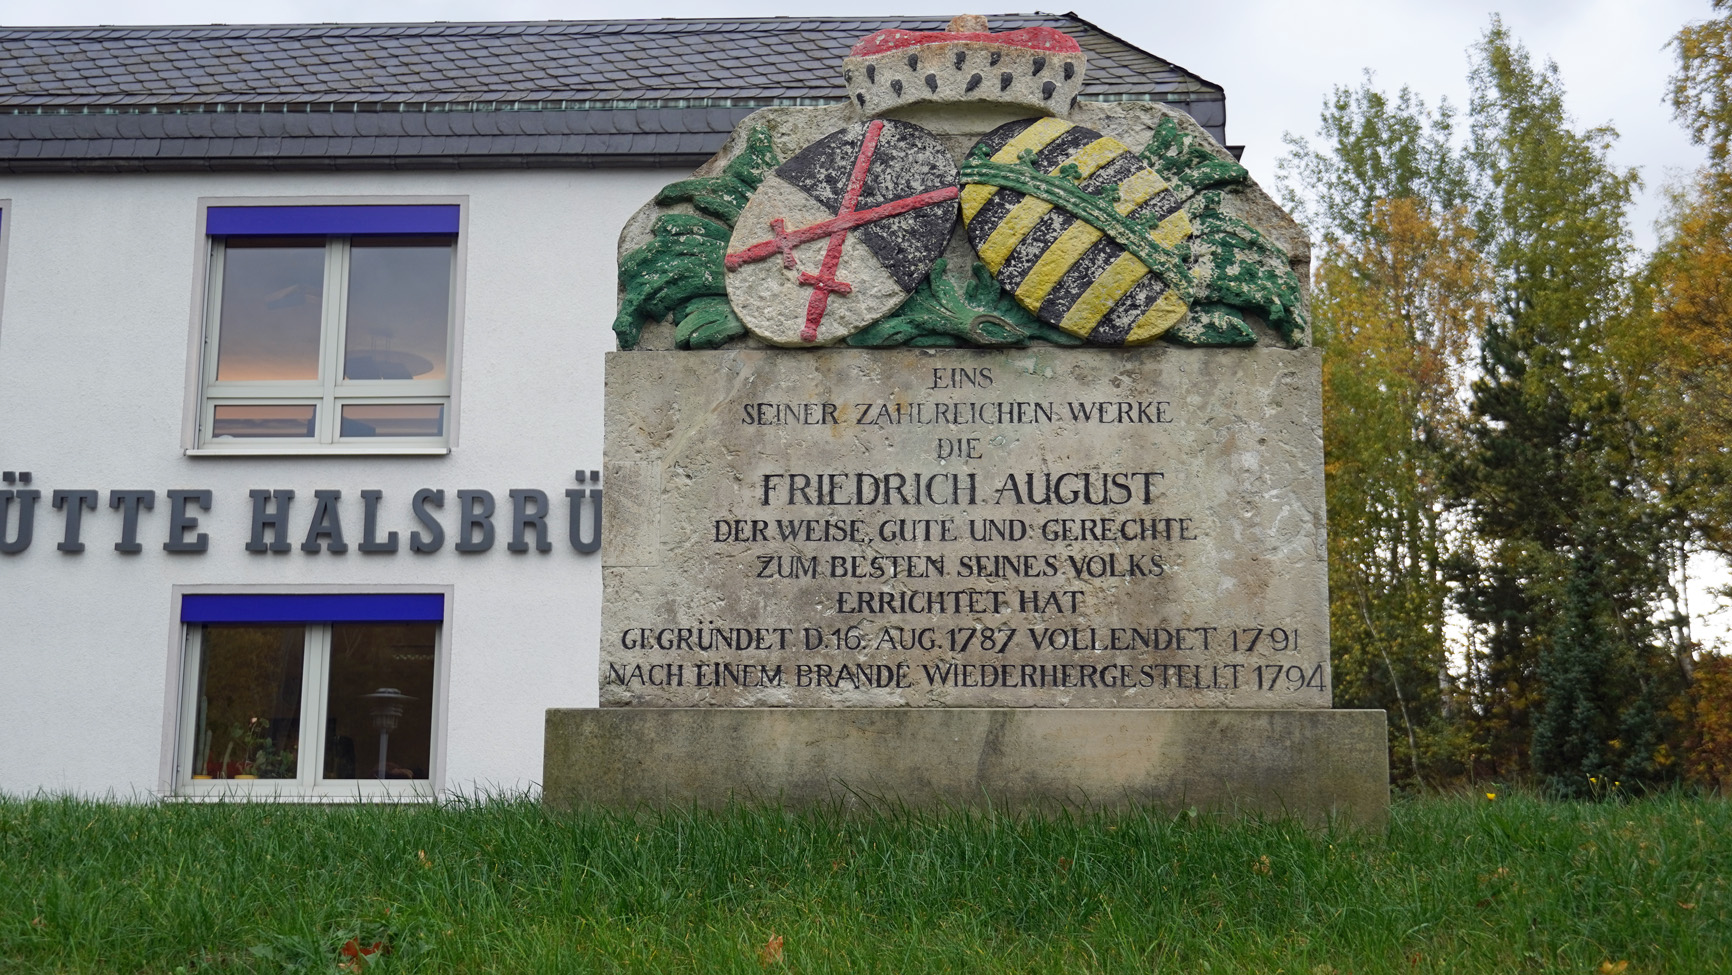 ÜTTE HALSBRÜ
EINS
SEINER ZAHLREICHEN WERKE
DIE
FRIEDRICH AUGUST
DER WEISE, GUTE UND GERECHTE
ZUM BESTEN SEINES VOLKS
ERRICHTET HAT
GEGRÜNDET D.16. AUG. 1787 VOLLENDET 1791
NACH EINEM BRANDE WIEDERHERGESTELLT 1794